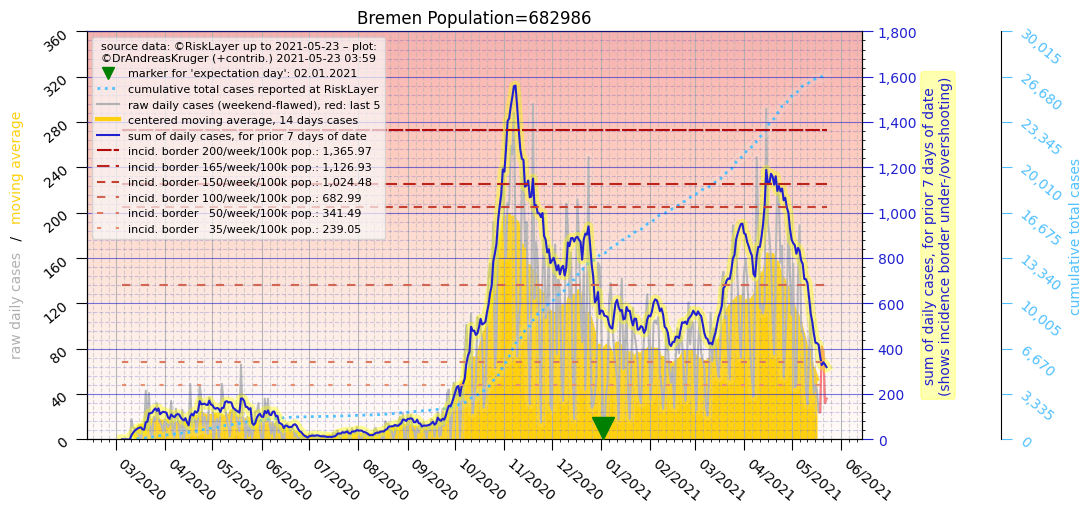 Bremen Population=682986
source data: ©RiskLayer up to 2021-05-23 – plot:
©DrAndreasKruger (+contrib.) 2021-05-23 03:59
marker for 'expectation day': 02.01.2021
cumulative total cases reported at RiskLayer
raw daily cases (weekend-flawed), red: last 5
centered moving average, 14 days cases
sum of daily cases, for prior 7 days of date
incid. border 200/week/100k pop.: 1,365.97
incid. border 165/week/100k pop.: 1,126.93
incid. border 150/week/100k pop.: 1,024.48
incid. border 100/week/100k pop.: 682.99
incid. border   50/week/100k pop.: 341.49
incid. border   35/week/100k pop.: 239.05
raw daily cases   /   moving average
360
320
280
240
200
160
120
80
40
0
03/2020
04/2020
05/2020
06/2020
07/2020
08/2020
09/2020
10/2020
11/2020
12/2020
01/2021
02/2021
03/2021
04/2021
05/2021
06/2021
1,800
1,600
1,400
1,200
1,000
800
600
400
200
0
sum of daily cases, for prior 7 days of date
(shows incidence border under-/overshooting)
30,015
26,680
23,345
20,010
16,675
13,340
10,005
6,670
3,335
0
cumulative total cases